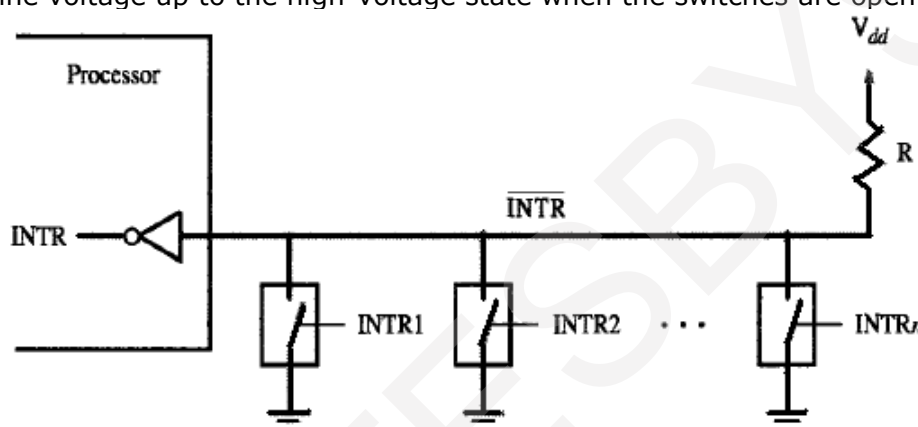 line voltage up to the high-voltage state when the switches are open
V_dd
Processor
R
INTR
INTR
INTR1
INTR2
...
INTRn